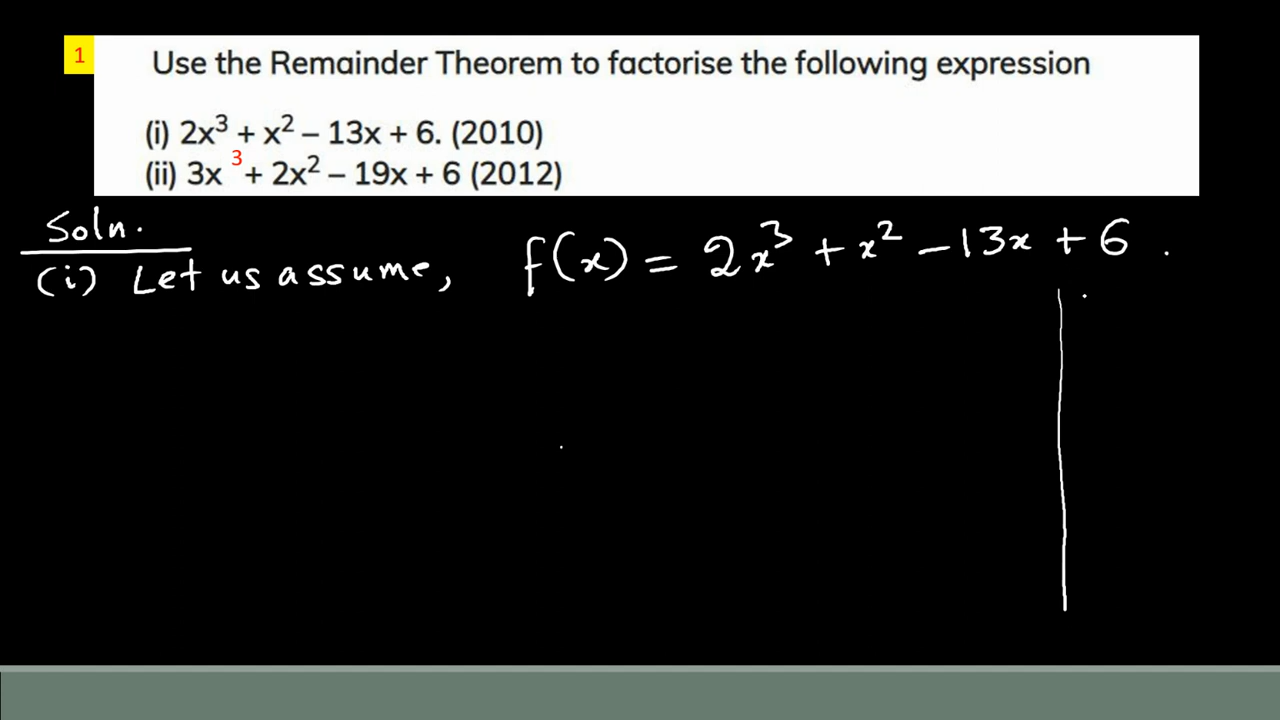 1
Use the Remainder Theorem to factorise the following expression
(i) 2x³ + x² – 13x + 6. (2010)
(ii) 3x ³ + 2x² – 19x + 6 (2012)
Soln.
(i) Let us assume, f(x) = 2x³ + x² – 13x + 6 .